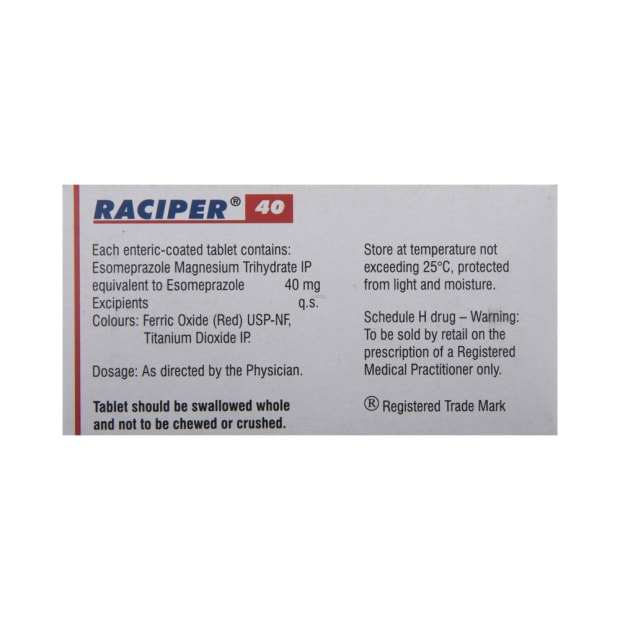 RACIPER® 40
Each enteric-coated tablet contains:
Esomeprazole Magnesium Trihydrate IP
equivalent to Esomeprazole 40 mg
Excipients q.s.
Colours: Ferric Oxide (Red) USP-NF,
Titanium Dioxide IP.
Dosage: As directed by the Physician.
Tablet should be swallowed whole
and not to be chewed or crushed.
Store at temperature not
exceeding 25°C, protected
from light and moisture.
Schedule H drug – Warning:
To be sold by retail on the
prescription of a Registered
Medical Practitioner only.
® Registered Trade Mark